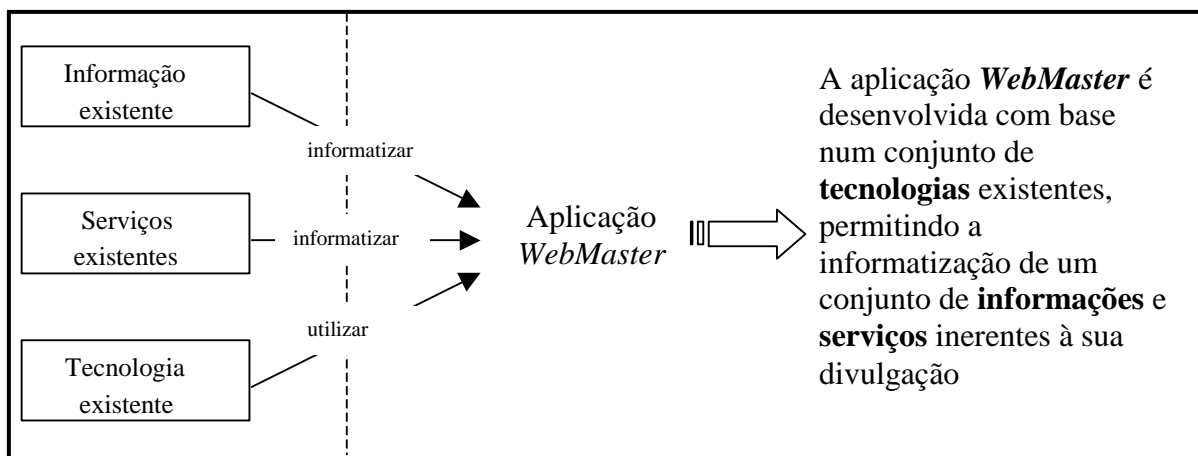 Informação
existente
informatizar
Serviços
existentes
informatizar
Tecnologia
existente
utilizar
Aplicação
WebMaster
A aplicação WebMaster é
desenvolvida com base
num conjunto de
tecnologias existentes,
permitindo a
informatização de um
conjunto de informações e
serviços inerentes à sua
divulgação